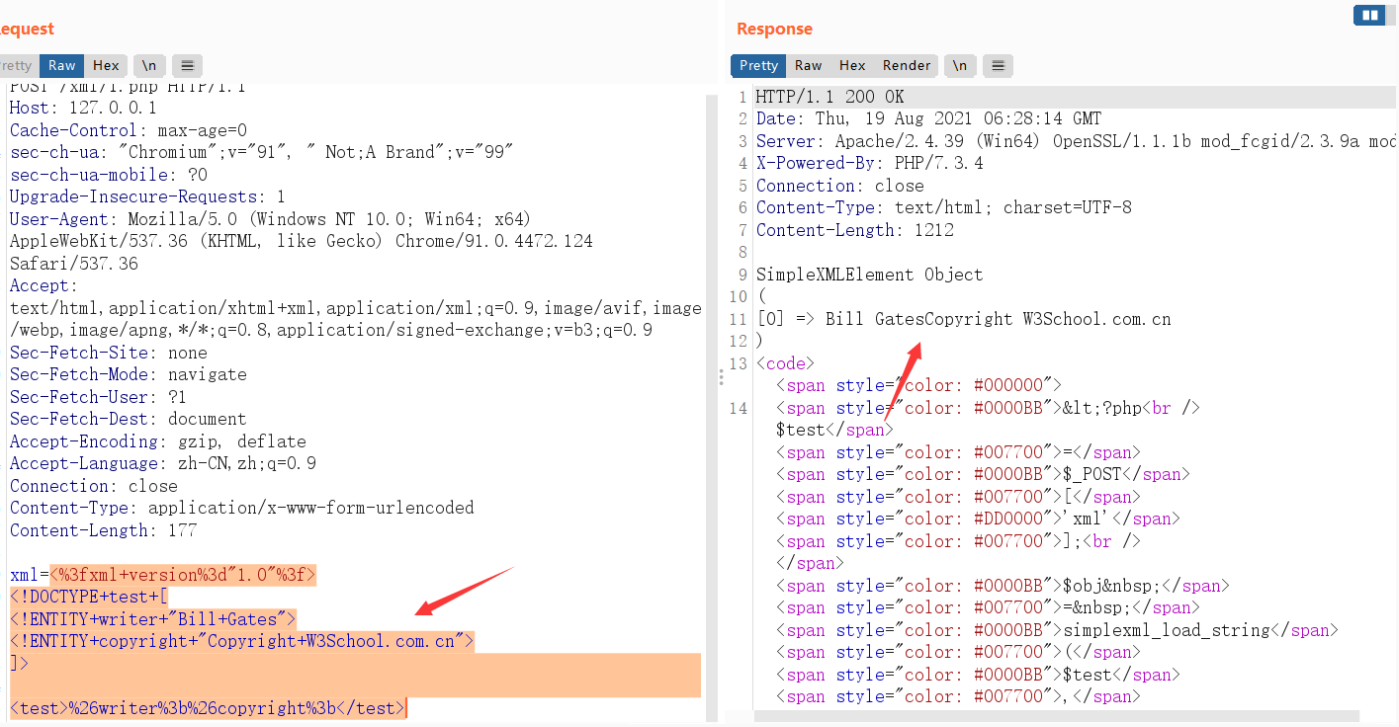 equest
retty Raw Hex \n
POST /xml/1.php HTTP/1.1
Host: 127.0.0.1
Cache-Control: max-age=0
sec-ch-ua: "Chromium";v="91", " Not;A Brand";v="99"
sec-ch-ua-mobile: ?0
Upgrade-Insecure-Requests: 1
User-Agent: Mozilla/5.0 (Windows NT 10.0; Win64; x64)
AppleWebKit/537.36 (KHTML, like Gecko) Chrome/91.0.4472.124
Safari/537.36
Accept:
text/html,application/xhtml+xml,application/xml;q=0.9,image/avif,image
/webp,image/apng,*/*;q=0.8,application/signed-exchange;v=b3;q=0.9
Sec-Fetch-Site: none
Sec-Fetch-Mode: navigate
Sec-Fetch-User: ?1
Sec-Fetch-Dest: document
Accept-Encoding: gzip, deflate
Accept-Language: zh-CN,zh;q=0.9
Connection: close
Content-Type: application/x-www-form-urlencoded
Content-Length: 177
xml=<%3fxml+version%3d"1.0"%3f>
<!DOCTYPE+test+[
<!ENTITY+writer+"Bill+Gates">
<!ENTITY+copyright+"Copyright+W3School.com.cn">
]>
<test>%26writer%3b%26copyright%3b</test>
Response
Pretty Raw Hex Render \n
1 HTTP/1.1 200 OK
2 Date: Thu, 19 Aug 2021 06:28:14 GMT
3 Server: Apache/2.4.39 (Win64) OpenSSL/1.1.1b mod_fcgid/2.3.9a mod
4 X-Powered-By: PHP/7.3.4
5 Connection: close
6 Content-Type: text/html; charset=UTF-8
7 Content-Length: 1212
8
9 SimpleXMLElement Object
10 (
11 [0] => Bill GatesCopyright W3School.com.cn
12 )
13 <code>
<span style="color: #000000">
14 <span style="color: #0000BB">&lt;?php<br />
$test</span>
<span style="color: #007700">=</span>
<span style="color: #0000BB">$_POST</span>
<span style="color: #007700">[</span>
<span style="color: #DD0000">'xml'</span>
<span style="color: #007700">];<br />
</span>
<span style="color: #0000BB">$obj&nbsp;</span>
<span style="color: #007700">=&nbsp;</span>
<span style="color: #0000BB">simplexml_load_string</span>
<span style="color: #007700">(</span>
<span style="color: #0000BB">$test</span>
<span style="color: #007700">,</span>